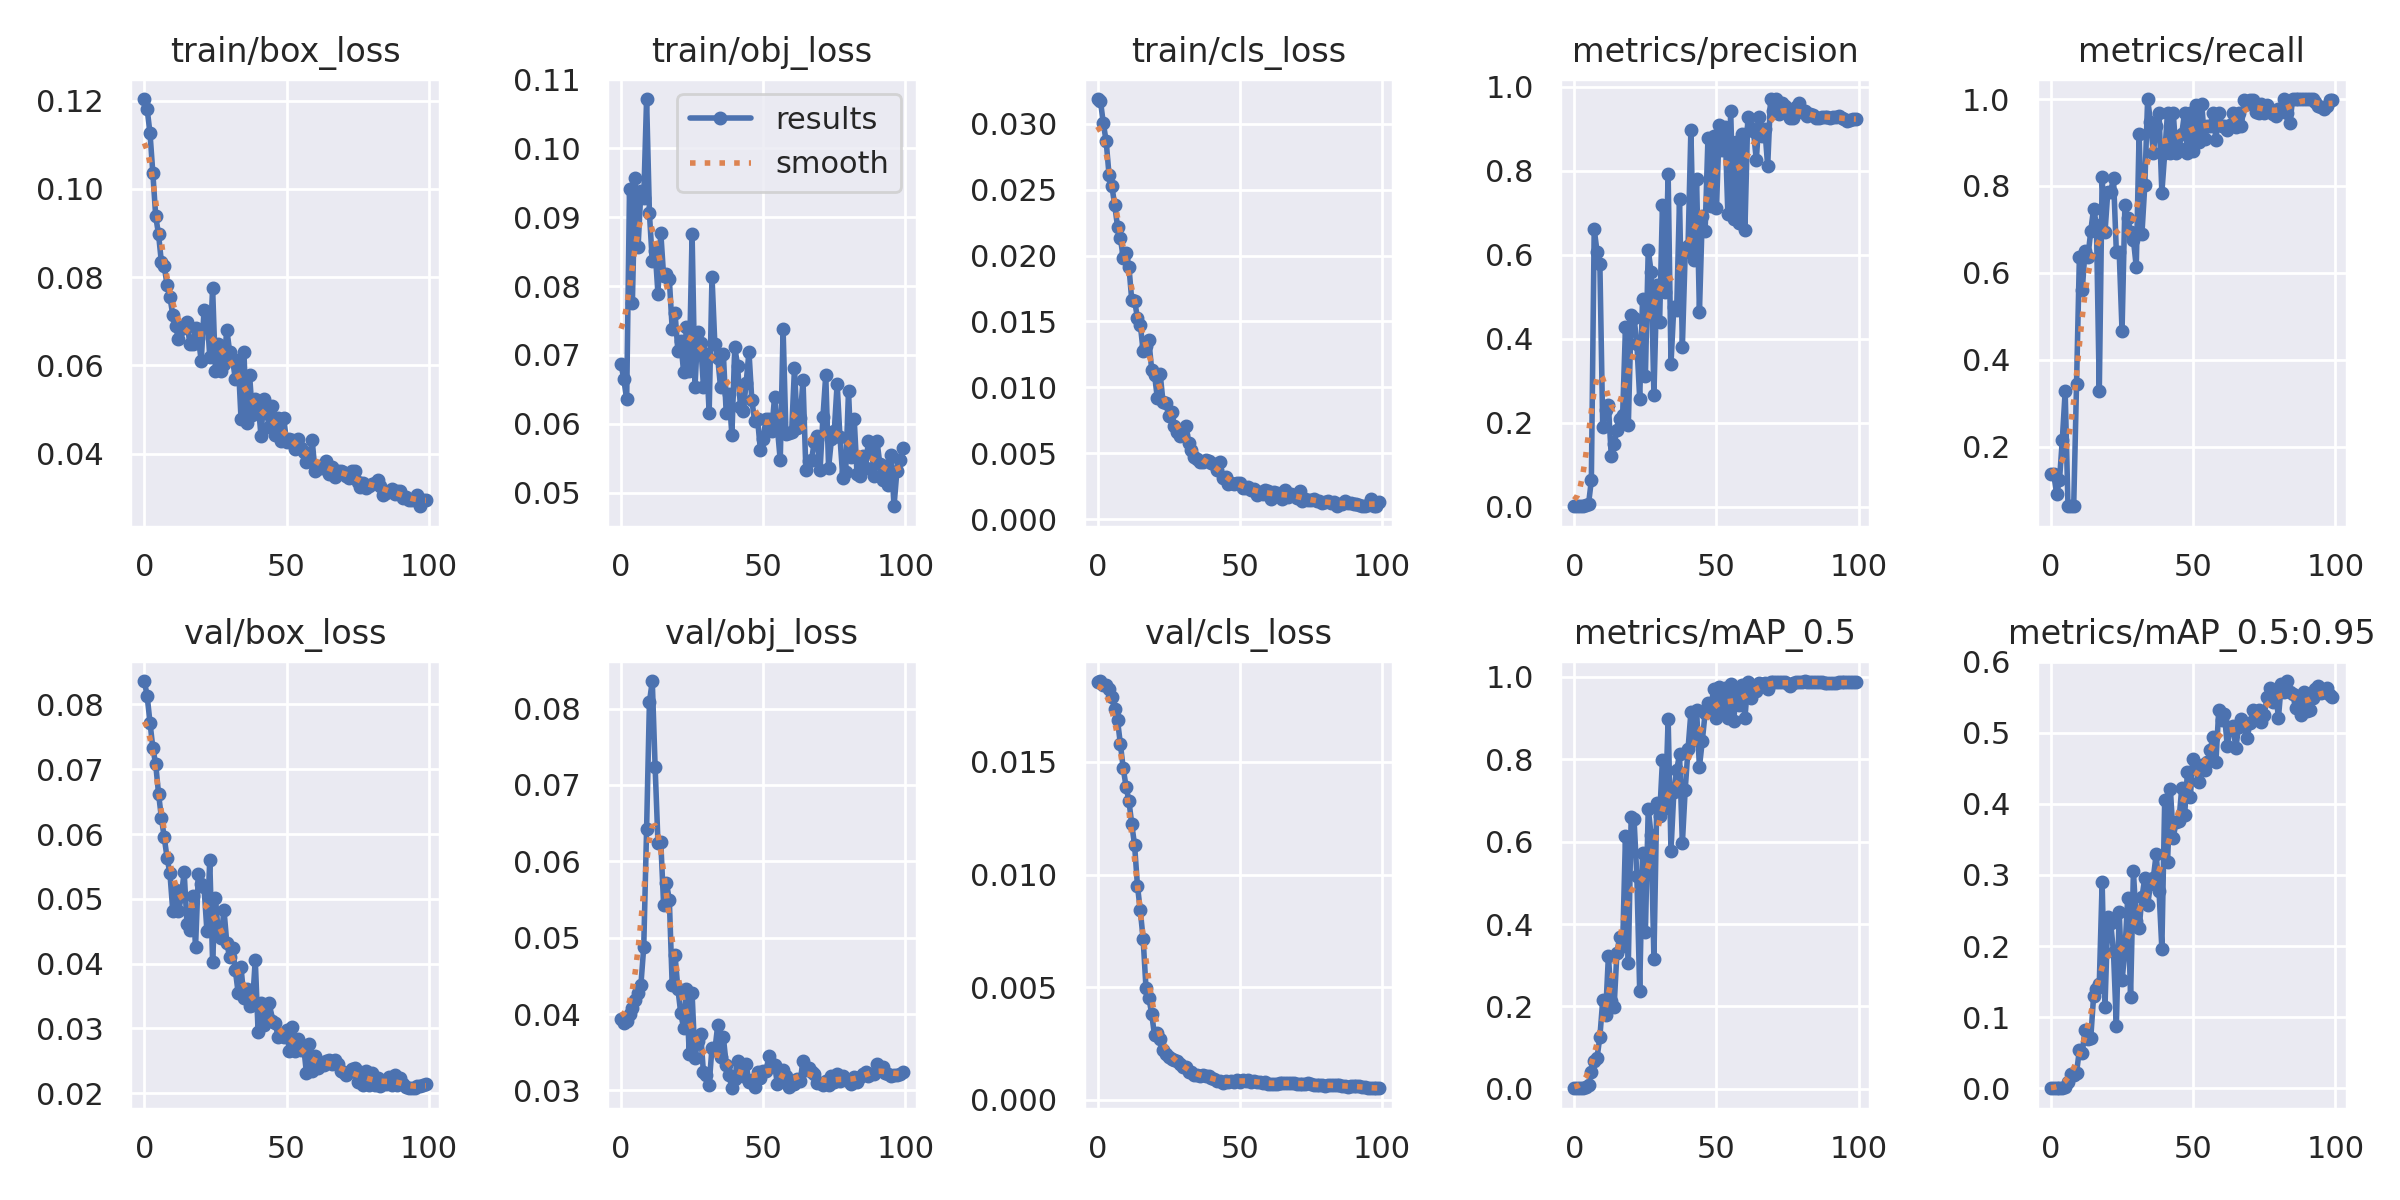 train/box_loss
0.12
0.10
0.08
0.06
0.04
0 50 100
train/obj_loss
0.11
0.10
0.09
0.08
0.07
0.06
0.05
results
smooth
0 50 100
train/cls_loss
0.030
0.025
0.020
0.015
0.010
0.005
0.000
0 50 100
metrics/precision
1.0
0.8
0.6
0.4
0.2
0.0
0 50 100
metrics/recall
1.0
0.8
0.6
0.4
0.2
0 50 100
val/box_loss
0.08
0.07
0.06
0.05
0.04
0.03
0.02
0 50 100
val/obj_loss
0.08
0.07
0.06
0.05
0.04
0.03
0 50 100
val/cls_loss
0.015
0.010
0.005
0.000
0 50 100
metrics/mAP_0.5
1.0
0.8
0.6
0.4
0.2
0.0
0 50 100
metrics/mAP_0.5:0.95
0.6
0.5
0.4
0.3
0.2
0.1
0.0
0 50 100